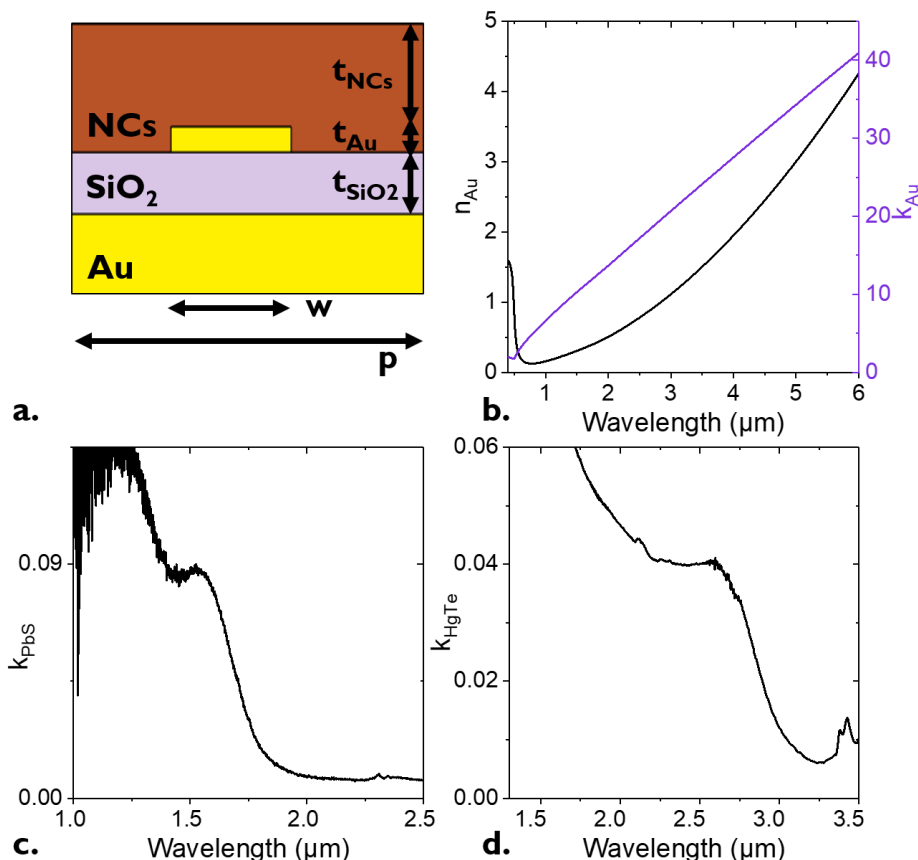 t_NCs
NCs
t_Au
SiO₂
t_SiO2
Au
w
p
a.
5
4
3
2
1
0
n_Au
40
30
20
10
0
k_Au
1 2 3 4 5 6
Wavelength (µm)
b.
0.09
0.00
k_PbS
1.0 1.5 2.0 2.5
Wavelength (µm)
c.
0.06
0.04
0.02
0.00
k_HgTe
1.5 2.0 2.5 3.0 3.5
Wavelength (µm)
d.